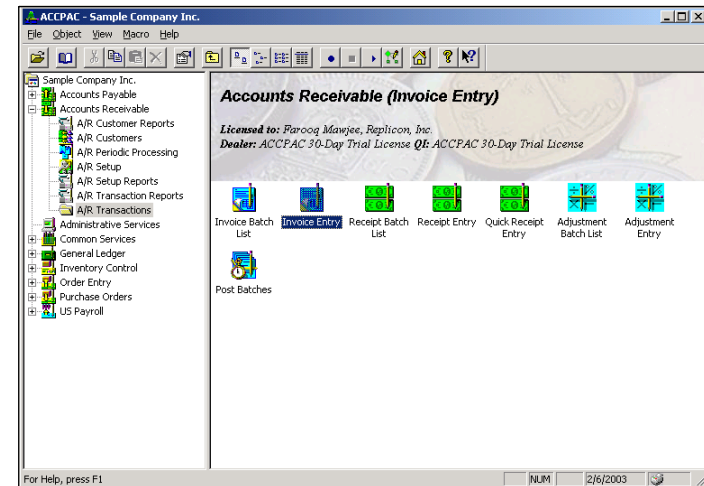 ACCPAC - Sample Company Inc.
File Object View Macro Help
Sample Company Inc.
Accounts Payable
Accounts Receivable
A/R Customer Reports
A/R Customers
A/R Periodic Processing
A/R Setup
A/R Setup Reports
A/R Transaction Reports
A/R Transactions
Administrative Services
Common Services
General Ledger
Inventory Control
Order Entry
Purchase Orders
US Payroll
Accounts Receivable (Invoice Entry)
Licensed to: Farooq Mawjee, Replicon, Inc.
Dealer: ACCPAC 30-Day Trial License QI: ACCPAC 30-Day Trial License
Invoice Batch List
Invoice Entry
Receipt Batch List
Receipt Entry
Quick Receipt Entry
Adjustment Batch List
Adjustment Entry
Post Batches
For Help, press F1
NUM
2/6/2003